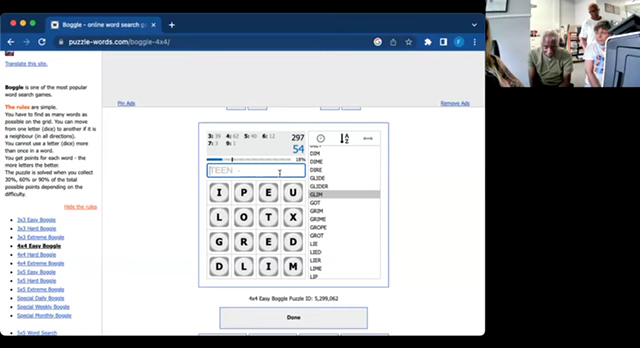 Boggle - online word search ga
puzzle-words.com/boggle-4x4/
Translate this site.
Boggle is one of the most popular
word search games.
The rules are simple.
You have to find as many words as
possible on the grid. You can move
from one letter (dice) to another if it is
a neighbour (in all directions).
You cannot use a letter (dice) more
than once in a word.
You get points for each word - the
more letters the better.
The puzzle is solved when you collect
30%, 60% or 90% of the total
possible points depending on the
difficulty.
Hide the rules
3x3 Easy Boggle
3x3 Hard Boggle
3x3 Extreme Boggle
4x4 Easy Boggle
4x4 Hard Boggle
4x4 Extreme Boggle
5x5 Easy Boggle
5x5 Hard Boggle
5x5 Extreme Boggle
Special Daily Boggle
Special Weekly Boggle
Special Monthly Boggle
5x5 Word Search
Pin Ads
Remove Ads
3: 39 4: 62 5: 40 6: 12
7: 3 9: 1
297
54
18%
TEEN -
I P E U
L O T X
G R E D
D L I M
A
Z
DIM
DIME
DIRE
GLIDE
GLIDER
GLIM
GOT
GRIM
GRIME
GROPE
GROT
LIE
LIED
LIER
LIME
LIP
4x4 Easy Boggle Puzzle ID: 5,299,062
Done